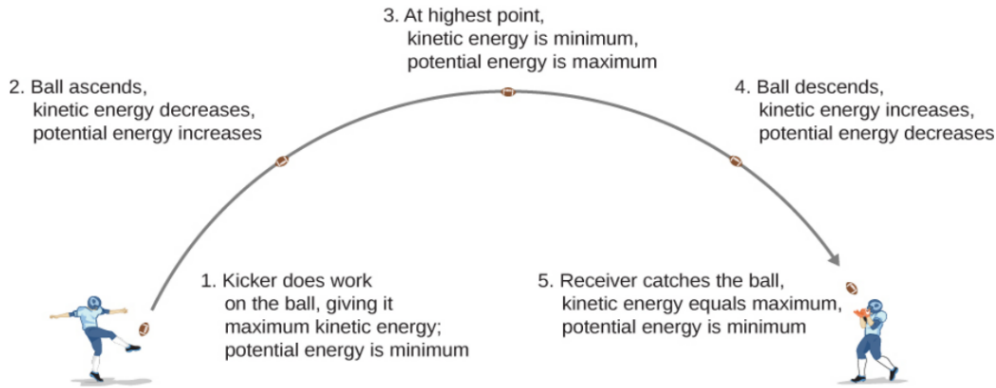 1. Kicker does work
on the ball, giving it
maximum kinetic energy;
potential energy is minimum
2. Ball ascends,
kinetic energy decreases,
potential energy increases
3. At highest point,
kinetic energy is minimum,
potential energy is maximum
4. Ball descends,
kinetic energy increases,
potential energy decreases
5. Receiver catches the ball,
kinetic energy equals maximum,
potential energy is minimum